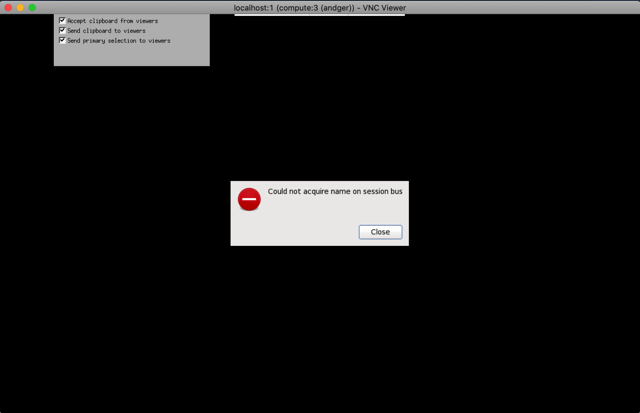 localhost:1 (compute:3 (andger)) - VNC Viewer
Accept clipboard from viewers
Send clipboard to viewers
Send primary selection to viewers
Could not acquire name on session bus
Close